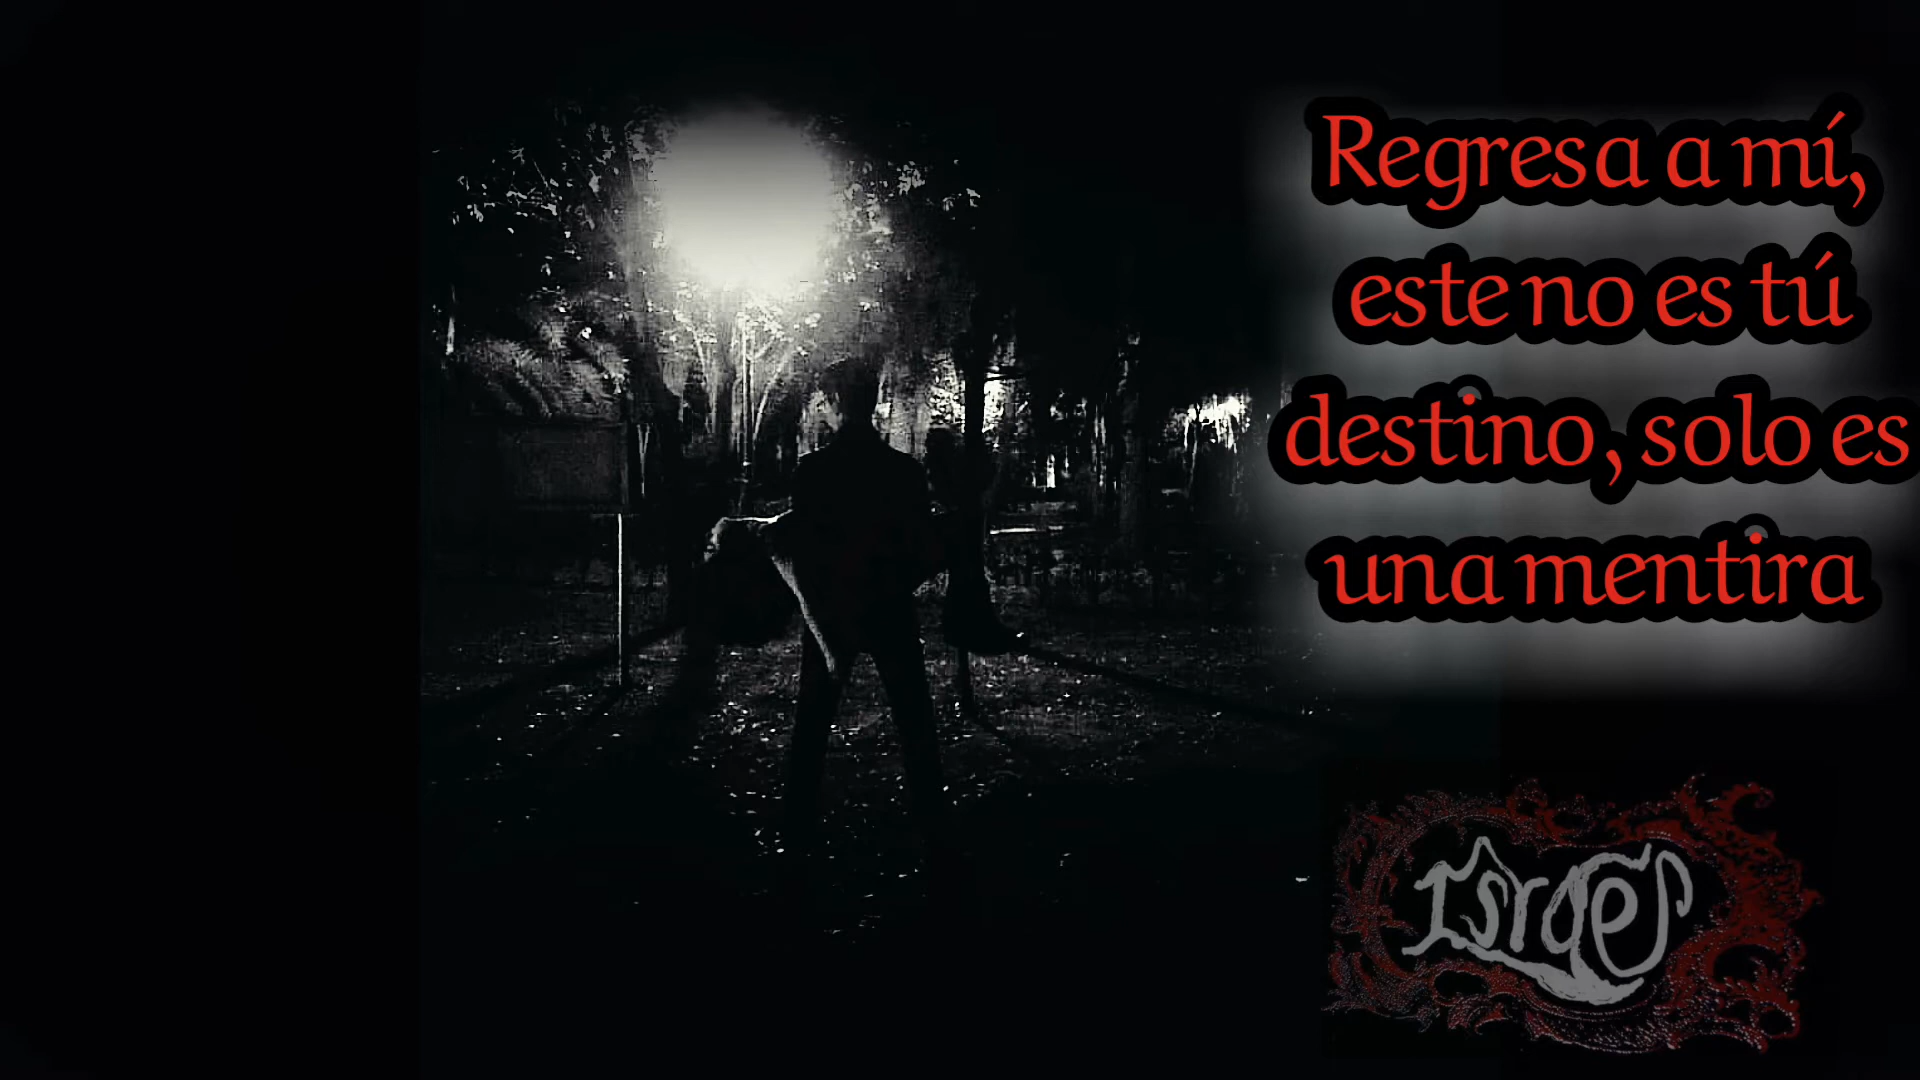 Regresa a mí,
este no es tú
destino, solo es
una mentira
Israel